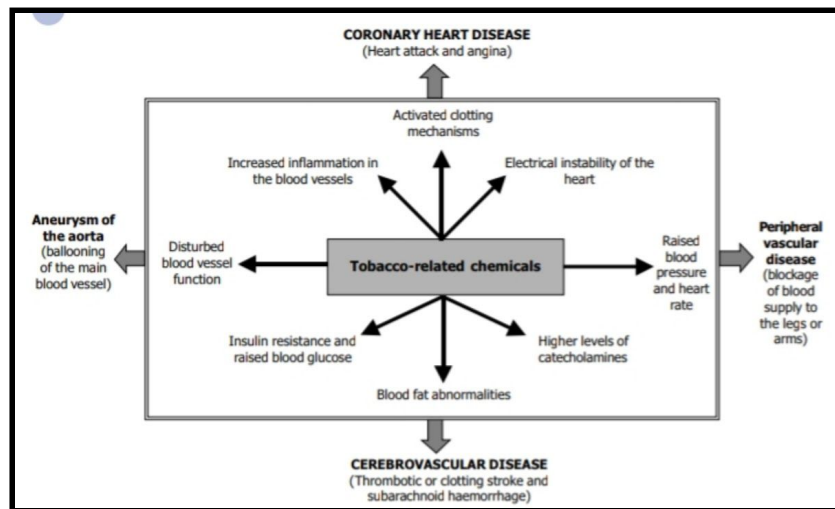 CORONARY HEART DISEASE
(Heart attack and angina)
Activated clotting
mechanisms
Increased inflammation in
the blood vessels
Electrical instability of the
heart
Aneurysm of
the aorta
(ballooning of
the main
blood vessel)
Disturbed
blood vessel
function
Tobacco-related chemicals
Raised
blood
pressure
and heart
rate
Peripheral
vascular
disease
(blockage
of blood
supply to
the legs or
arms)
Insulin resistance and
raised blood glucose
Higher levels of
catecholamines
Blood fat abnormalities
CEREBROVASCULAR DISEASE
(Thrombotic or clotting stroke and
subarachnoid haemorrhage)